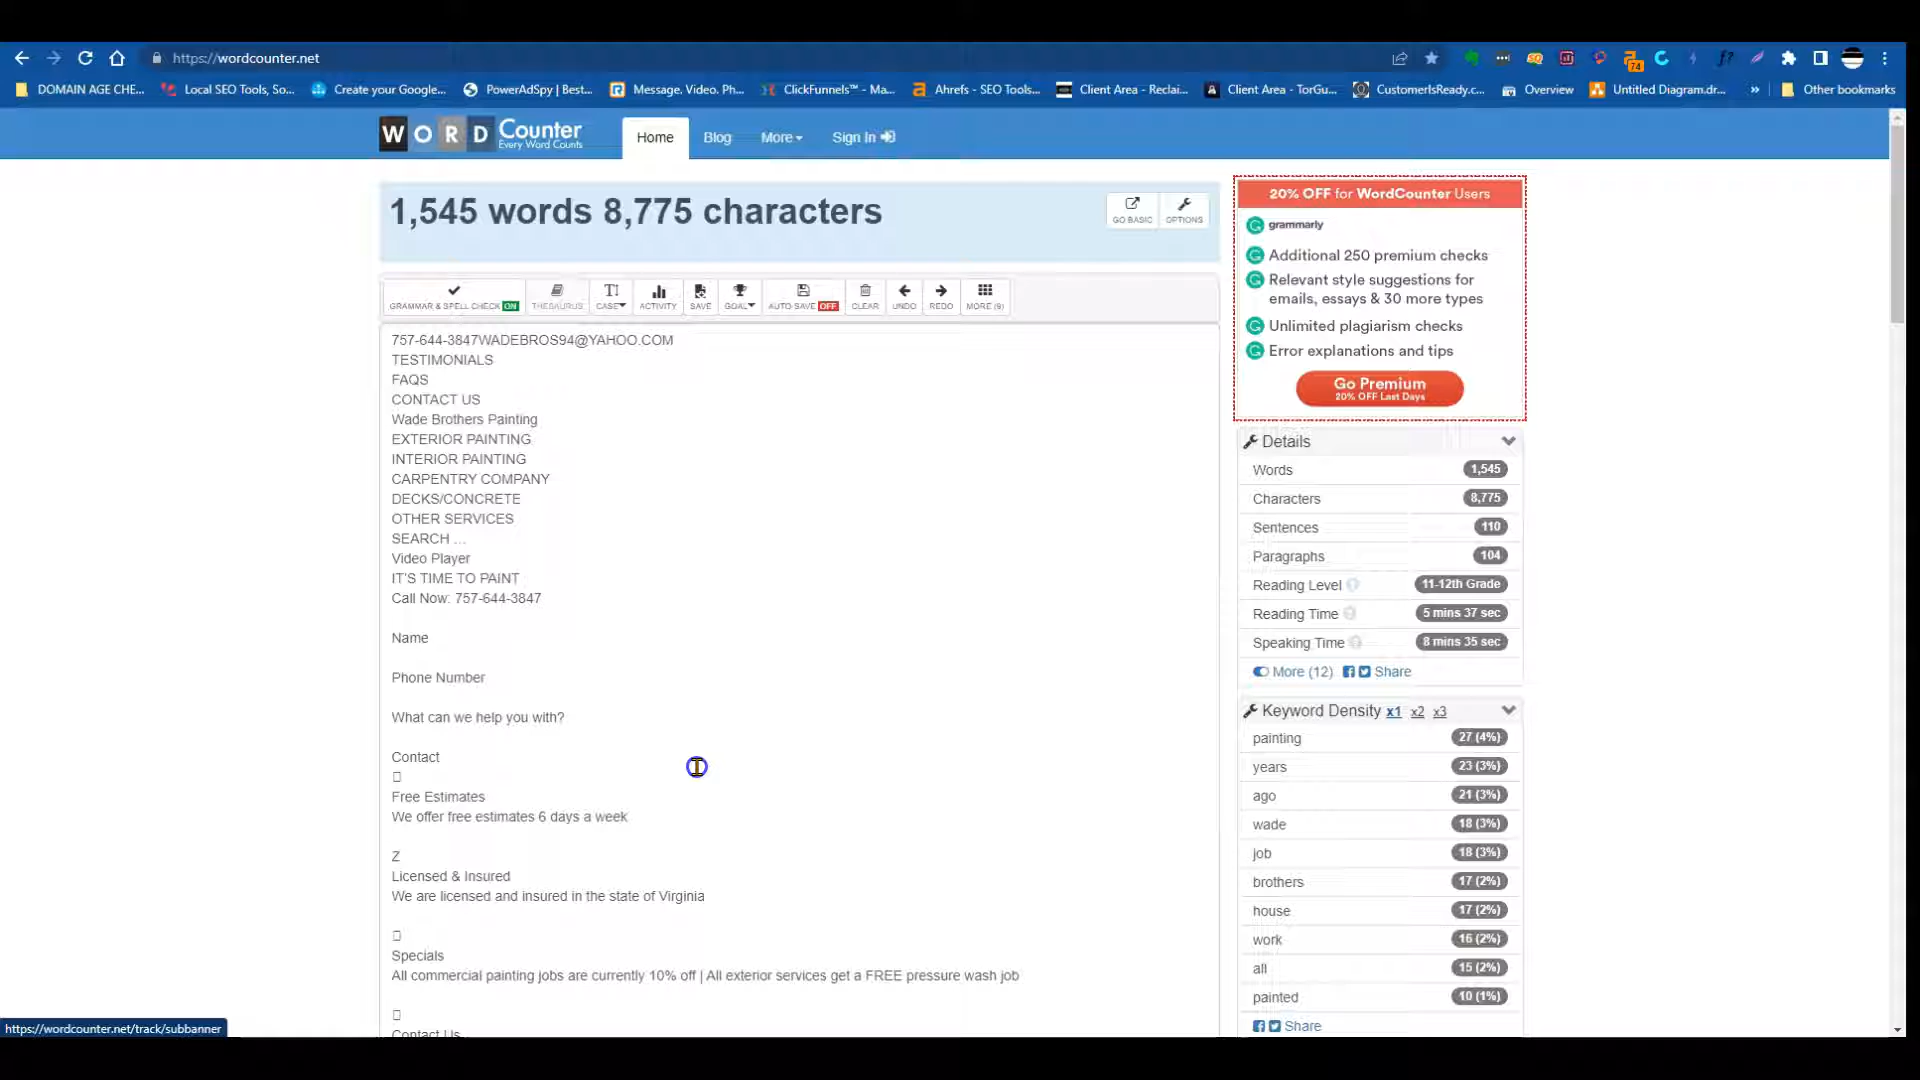 https://wordcounter.net
DOMAIN AGE CHE...
Local SEO Tools, So...
Create your Google...
PowerAdSpy | Best...
Message. Video. Ph...
ClickFunnels™ - Ma...
Ahrefs - SEO Tools...
Client Area - Reclai...
Client Area - TorGu...
CustomerIsReady.c...
Overview
Untitled Diagram.dr...
»
Other bookmarks
74
WORD Counter
Every Word Counts
Home
Blog
More
Sign In
1,545 words 8,775 characters
GO BASIC
OPTIONS
GRAMMAR & SPELL CHECK ON
THESAURUS
CASE
ACTIVITY
SAVE
GOAL
AUTO-SAVE OFF
CLEAR
UNDO
REDO
MORE (9)
757-644-3847WADEBROS94@YAHOO.COM
TESTIMONIALS
FAQS
CONTACT US
Wade Brothers Painting
EXTERIOR PAINTING
INTERIOR PAINTING
CARPENTRY COMPANY
DECKS/CONCRETE
OTHER SERVICES
SEARCH ...
Video Player
IT'S TIME TO PAINT
Call Now: 757-644-3847
Name
Phone Number
What can we help you with?
Contact
Free Estimates
We offer free estimates 6 days a week
Z
Licensed & Insured
We are licensed and insured in the state of Virginia
Specials
All commercial painting jobs are currently 10% off | All exterior services get a FREE pressure wash job
Contact Us
20% OFF for WordCounter Users
grammarly
Additional 250 premium checks
Relevant style suggestions for
emails, essays & 30 more types
Unlimited plagiarism checks
Error explanations and tips
Go Premium
20% OFF Last Days
Details
Words 1,545
Characters 8,775
Sentences 110
Paragraphs 104
Reading Level 11-12th Grade
Reading Time 5 mins 37 sec
Speaking Time 8 mins 35 sec
More (12) Share
Keyword Density x1 x2 x3
painting 27 (4%)
years 23 (3%)
ago 21 (3%)
wade 18 (3%)
job 18 (3%)
brothers 17 (2%)
house 17 (2%)
work 16 (2%)
all 15 (2%)
painted 10 (1%)
Share
https://wordcounter.net/track/subbanner